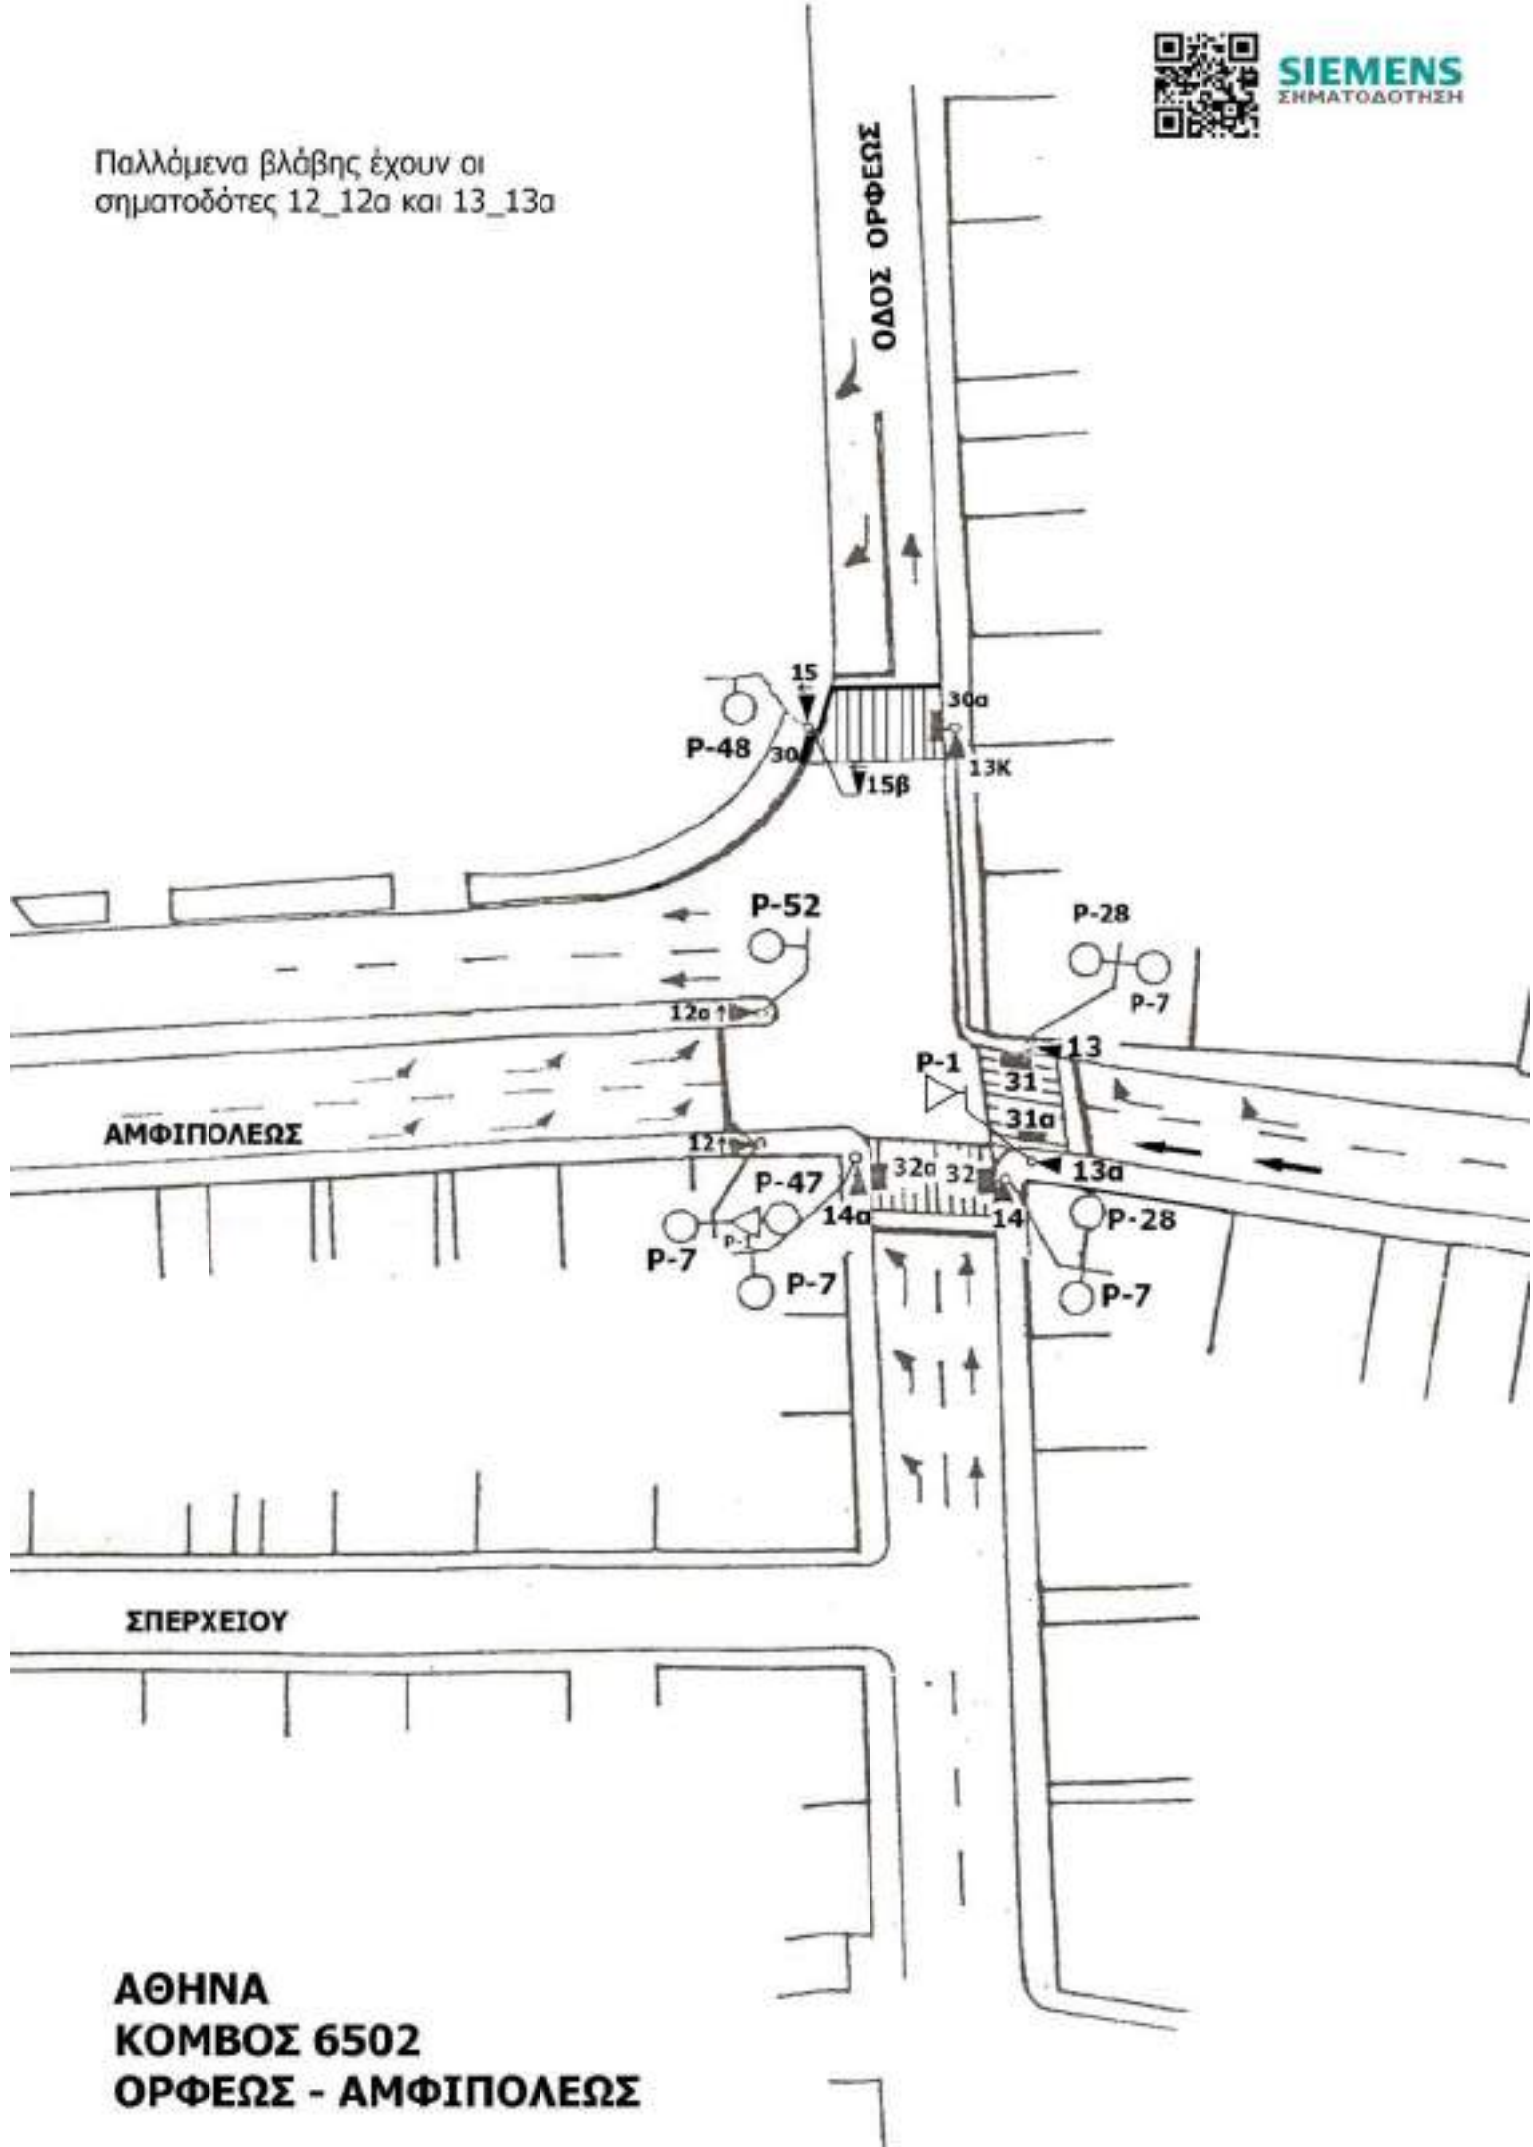 SIEMENS
ΣΗΜΑΤΟΔΟΤΗΣΗ
Παλλόμενα βλάβης έχουν οι
σηματοδότες 12_12α και 13_13α
ΟΔΟΣ ΟΡΦΕΩΣ
15
30α
P-48
30
13Κ
15β
P-52
P-28
P-7
12α
13
P-1
31
31α
ΑΜΦΙΠΟΛΕΩΣ
12
32α
32
13α
P-47
14α
14
P-28
P-1
P-7
P-7
P-7
ΣΠΕΡΧΕΙΟΥ
ΑΘΗΝΑ
ΚΟΜΒΟΣ 6502
ΟΡΦΕΩΣ - ΑΜΦΙΠΟΛΕΩΣ